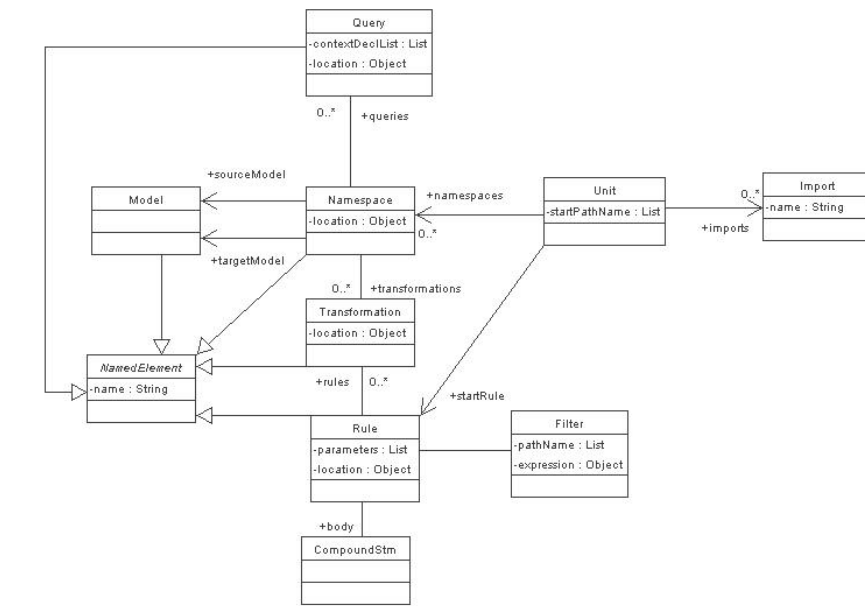 Query
-contextDeclList : List
-location : Object
0..*
+queries
+sourceModel
Model
Namespace
-location : Object
+namespaces
0..*
Unit
-startPathName : List
0..*
+imports
Import
-name : String
+targetModel
0..*
+transformations
Transformation
-location : Object
NamedElement
-name : String
+rules
0..*
+startRule
Rule
-parameters : List
-location : Object
Filter
-pathName : List
-expression : Object
+body
CompoundStm